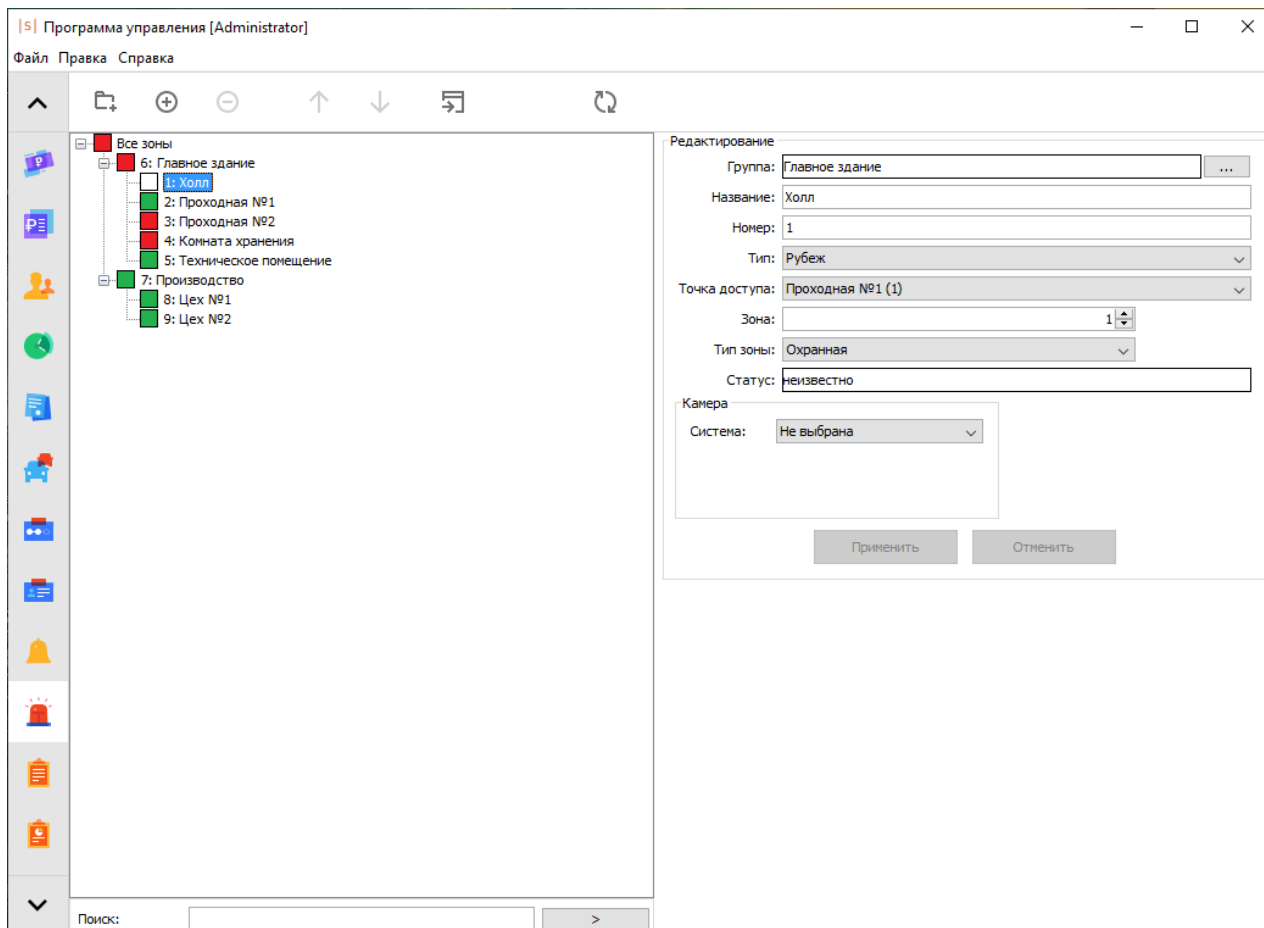 |S| Программа управления [Administrator]
Файл Правка Справка
Все зоны
6: Главное здание
1: Холл
2: Проходная №1
3: Проходная №2
4: Комната хранения
5: Техническое помещение
7: Производство
8: Цех №1
9: Цех №2
Поиск:
>
Редактирование
Группа: Главное здание ...
Название: Холл
Номер: 1
Тип: Рубеж
Точка доступа: Проходная №1 (1)
Зона: 1
Тип зоны: Охранная
Статус: неизвестно
Камера
Система: Не выбрана
Применить Отменить